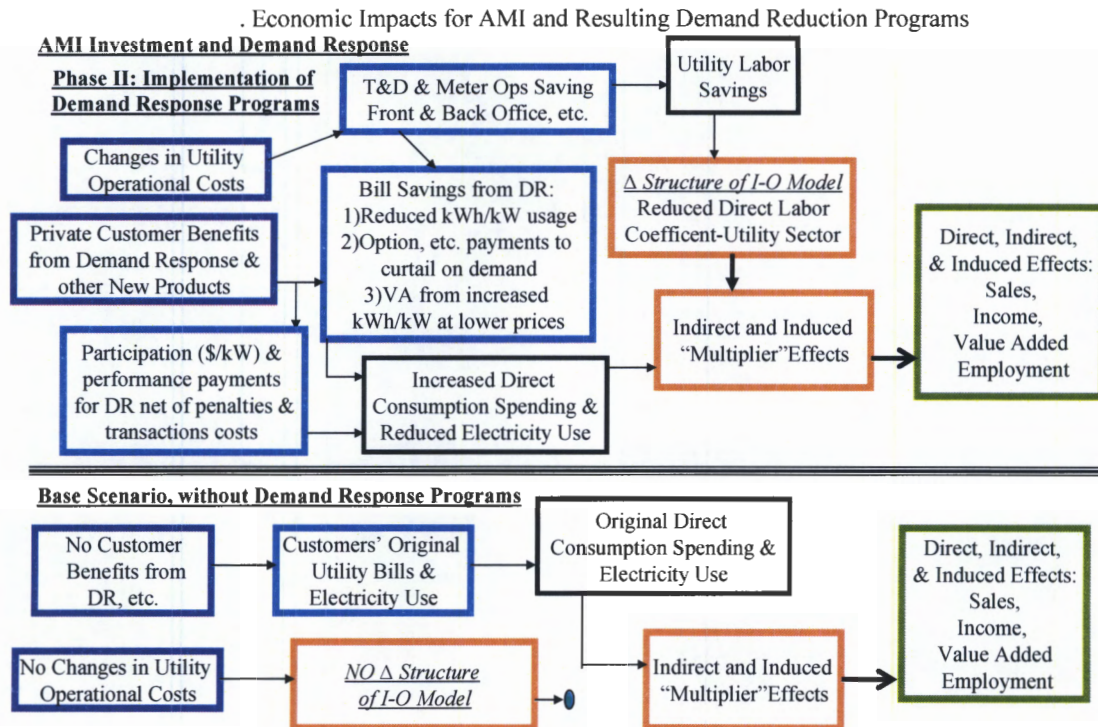 . Economic Impacts for AMI and Resulting Demand Reduction Programs
AMI Investment and Demand Response
Phase II: Implementation of
Demand Response Programs
T&D & Meter Ops Saving
Front & Back Office, etc.
Utility Labor
Savings
Changes in Utility
Operational Costs
Bill Savings from DR:
1)Reduced kWh/kW usage
2)Option, etc. payments to
curtail on demand
3)VA from increased
kWh/kW at lower prices
Δ Structure of I-O Model
Reduced Direct Labor
Coefficent-Utility Sector
Private Customer Benefits
from Demand Response &
other New Products
Direct, Indirect,
& Induced Effects:
Sales,
Income,
Value Added
Employment
Participation ($/kW) &
performance payments
for DR net of penalties &
transactions costs
Increased Direct
Consumption Spending &
Reduced Electricity Use
Indirect and Induced
“Multiplier”Effects
Base Scenario, without Demand Response Programs
No Customer
Benefits from
DR, etc.
Customers’ Original
Utility Bills &
Electricity Use
Original Direct
Consumption Spending &
Electricity Use
Direct, Indirect,
& Induced Effects:
Sales,
Income,
Value Added
Employment
No Changes in Utility
Operational Costs
NO Δ Structure
of I-O Model
Indirect and Induced
“Multiplier”Effects